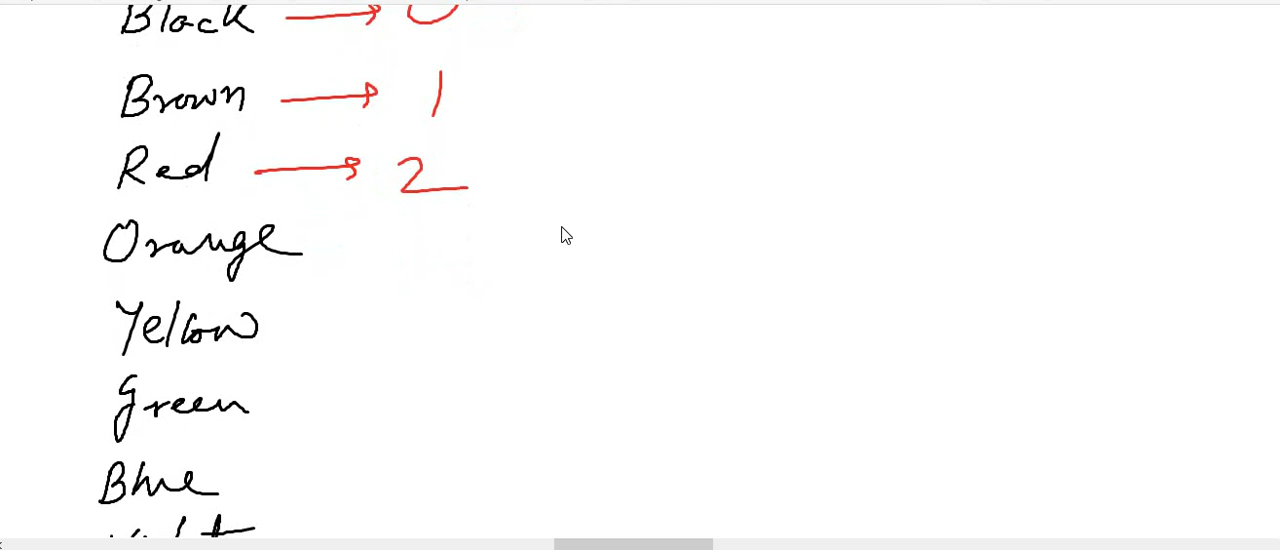 Black → 0
Brown → 1
Red → 2
Orange
Yellow
Green
Blue